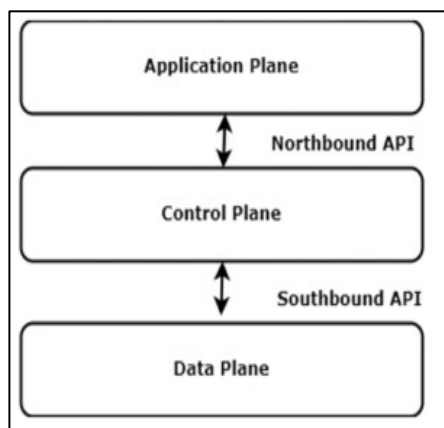 Application Plane
Northbound API
Control Plane
Southbound API
Data Plane